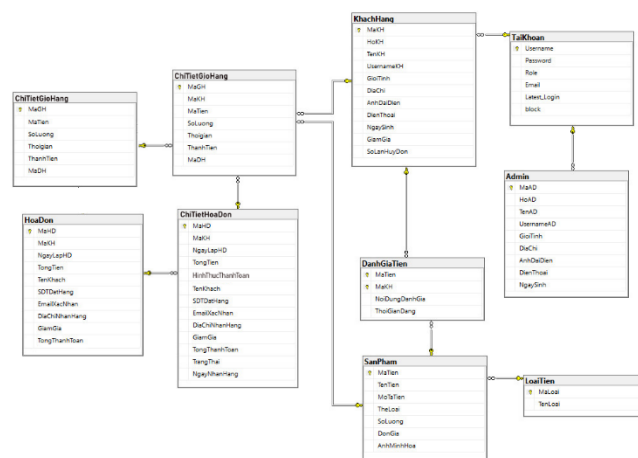 KhachHang
MaKH
HoKH
TenKH
UsernameKH
GioiTinh
DiaChi
AnhDaiDien
DienThoai
NgaySinh
GiamGia
SoLanHuyDon
TaiKhoan
Username
Password
Role
Email
Latest_Login
block
ChiTietGioHang
MaGH
MaTien
SoLuong
Thoigian
ThanhTien
MaDH
ChiTietGioHang
MaGH
MaKH
MaTien
SoLuong
Thoigian
ThanhTien
MaDH
Admin
MaAD
HoAD
TenAD
UsernameAD
GioiTinh
DiaChi
AnhDaiDien
DienThoai
NgaySinh
HoaDon
MaHD
MaKH
NgayLapHD
TongTien
TenKhach
SDTDatHang
EmailXacNhan
DiaChiNhanHang
GiamGia
TongThanhToan
ChiTietHoaDon
MaHD
MaKH
NgayLapHD
TongTien
HinhThucThanhToan
TenKhach
SDTDatHang
EmailXacNhan
DiaChiNhanHang
GiamGia
TongThanhToan
TrangThai
NgayNhanHang
DanhGiaTien
MaTien
MaKH
NoiDungDanhGia
ThoiGianDang
SanPham
MaTien
TenTien
MoTaTien
TheLoai
SoLuong
DonGia
AnhMinhHoa
LoaiTien
MaLoai
TenLoai